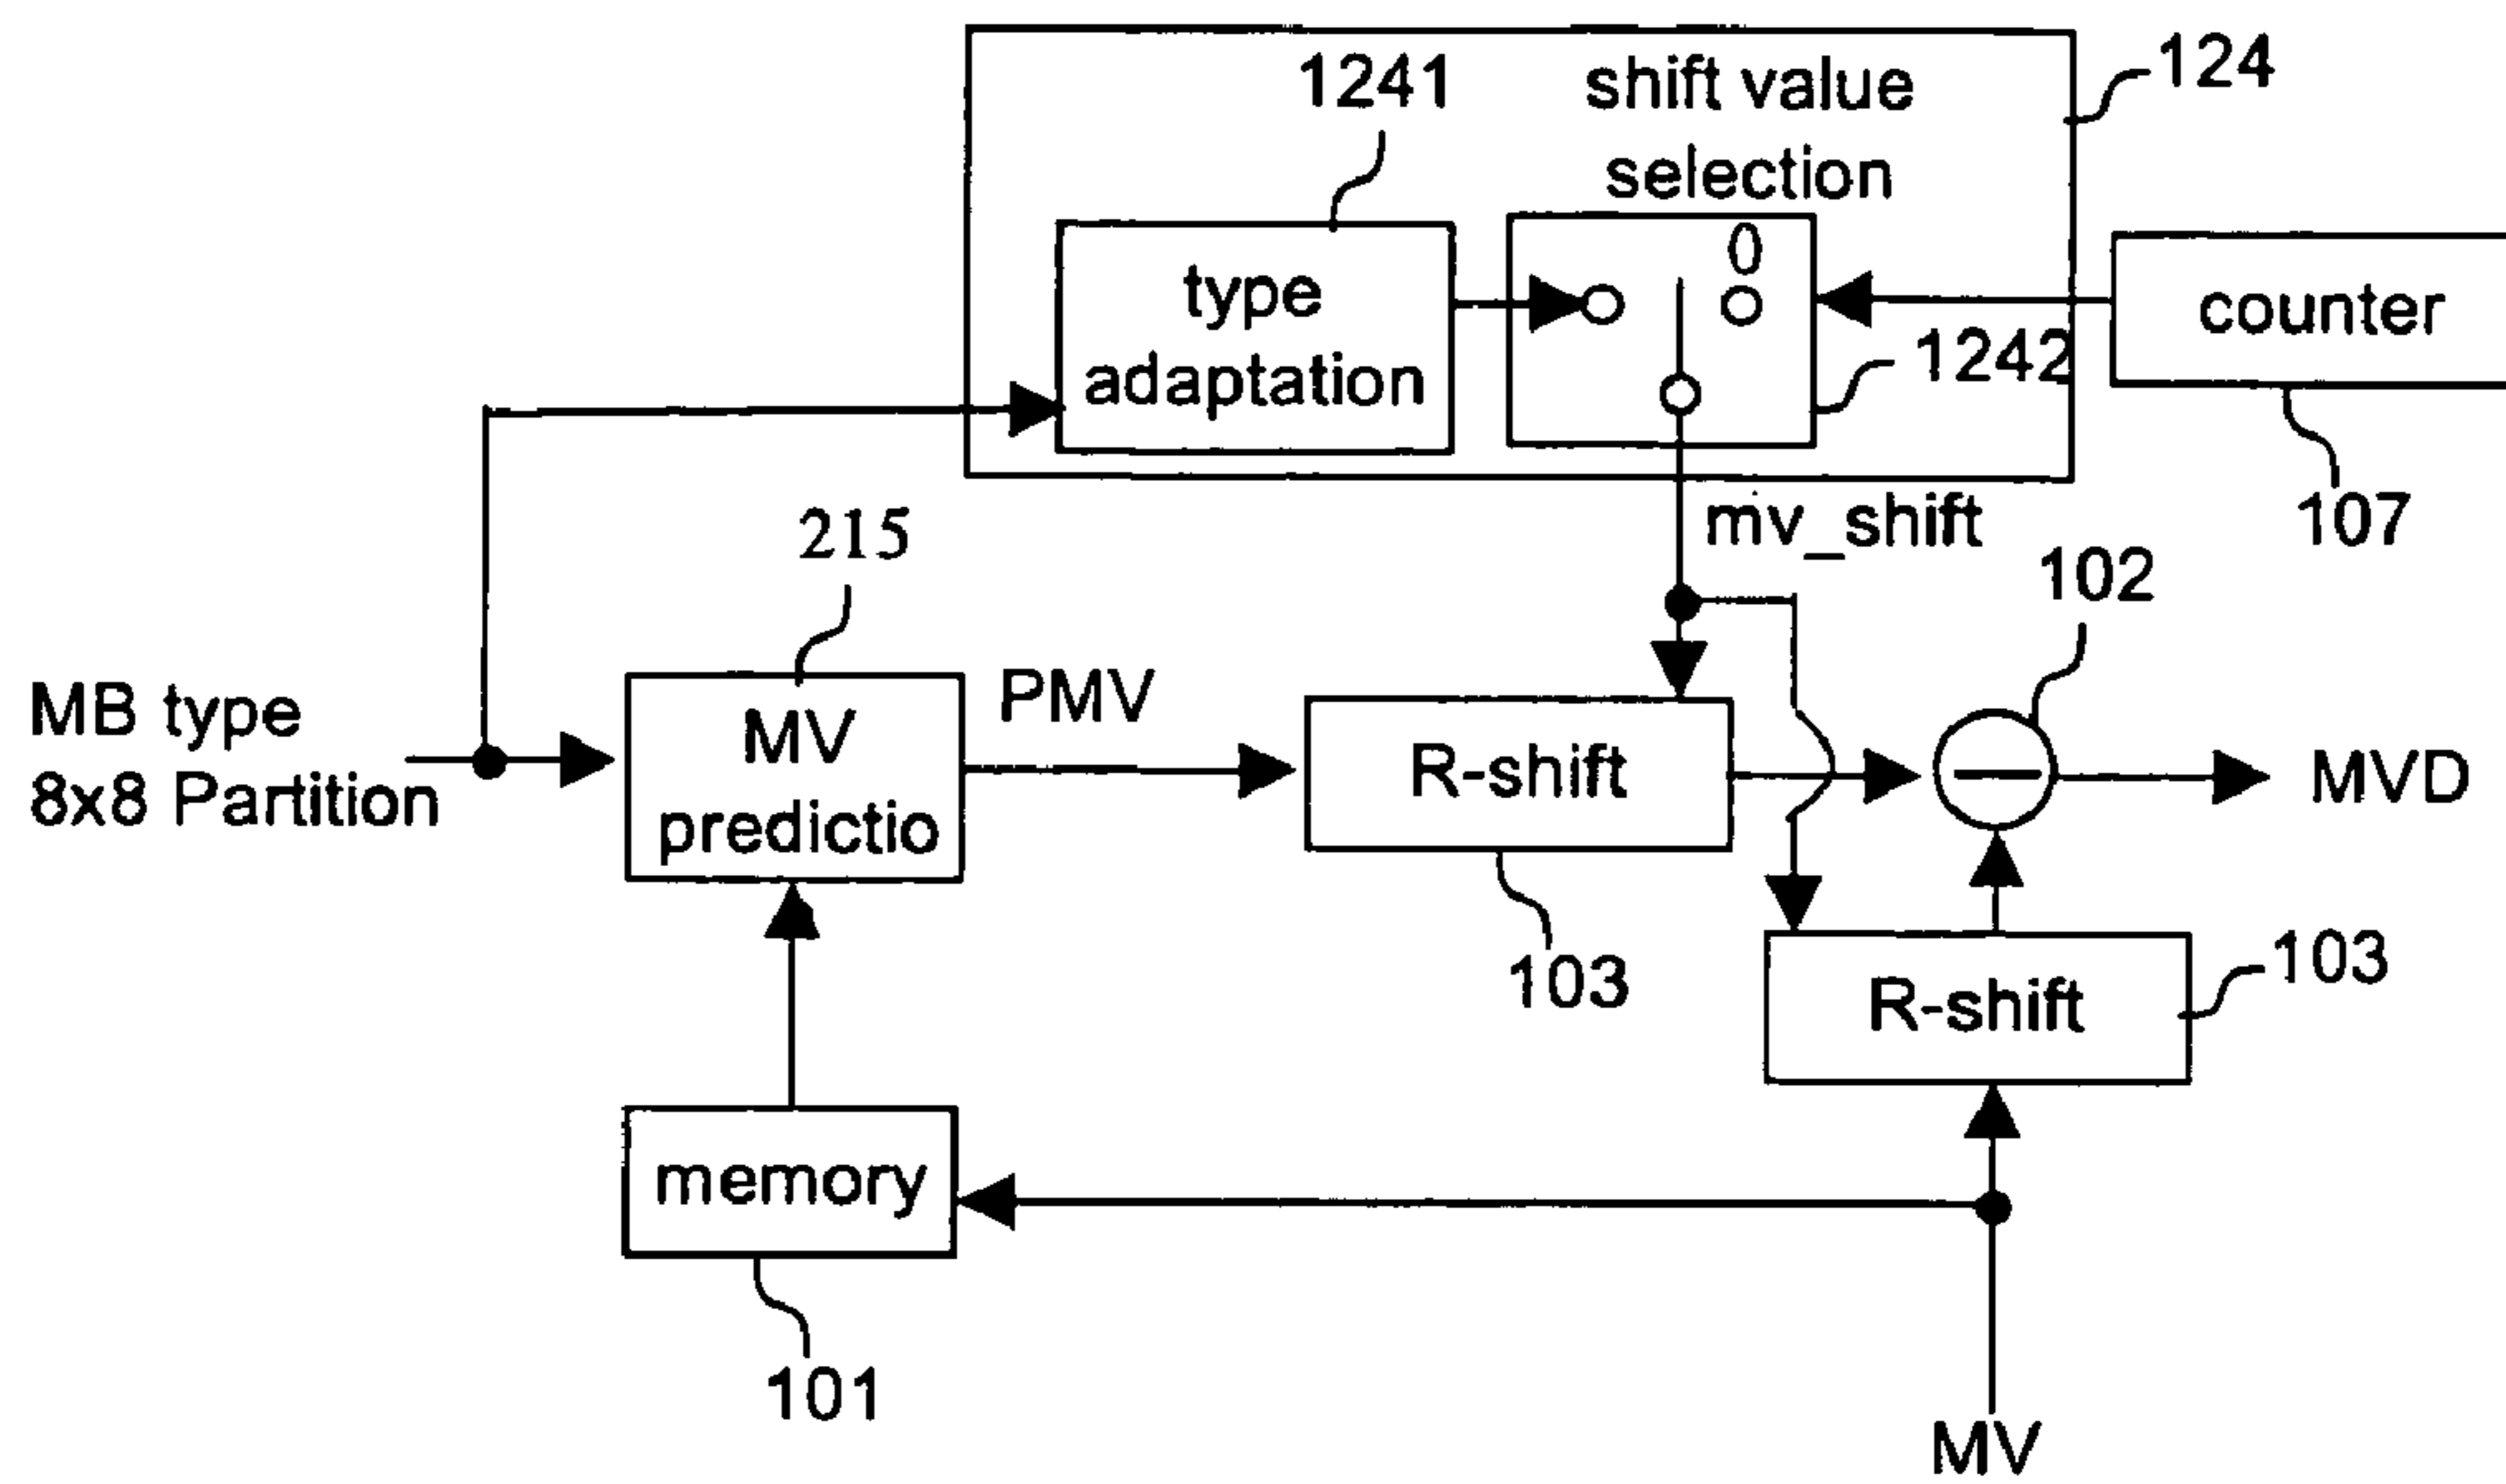 124
1241
shift value
selection
0
type
adaptation
counter
1242
107
mv_shift
215
102
MB type
8x8 Partition
MV
predictio
PMV
R-shift
MVD
103
R-shift
103
memory
101
MV